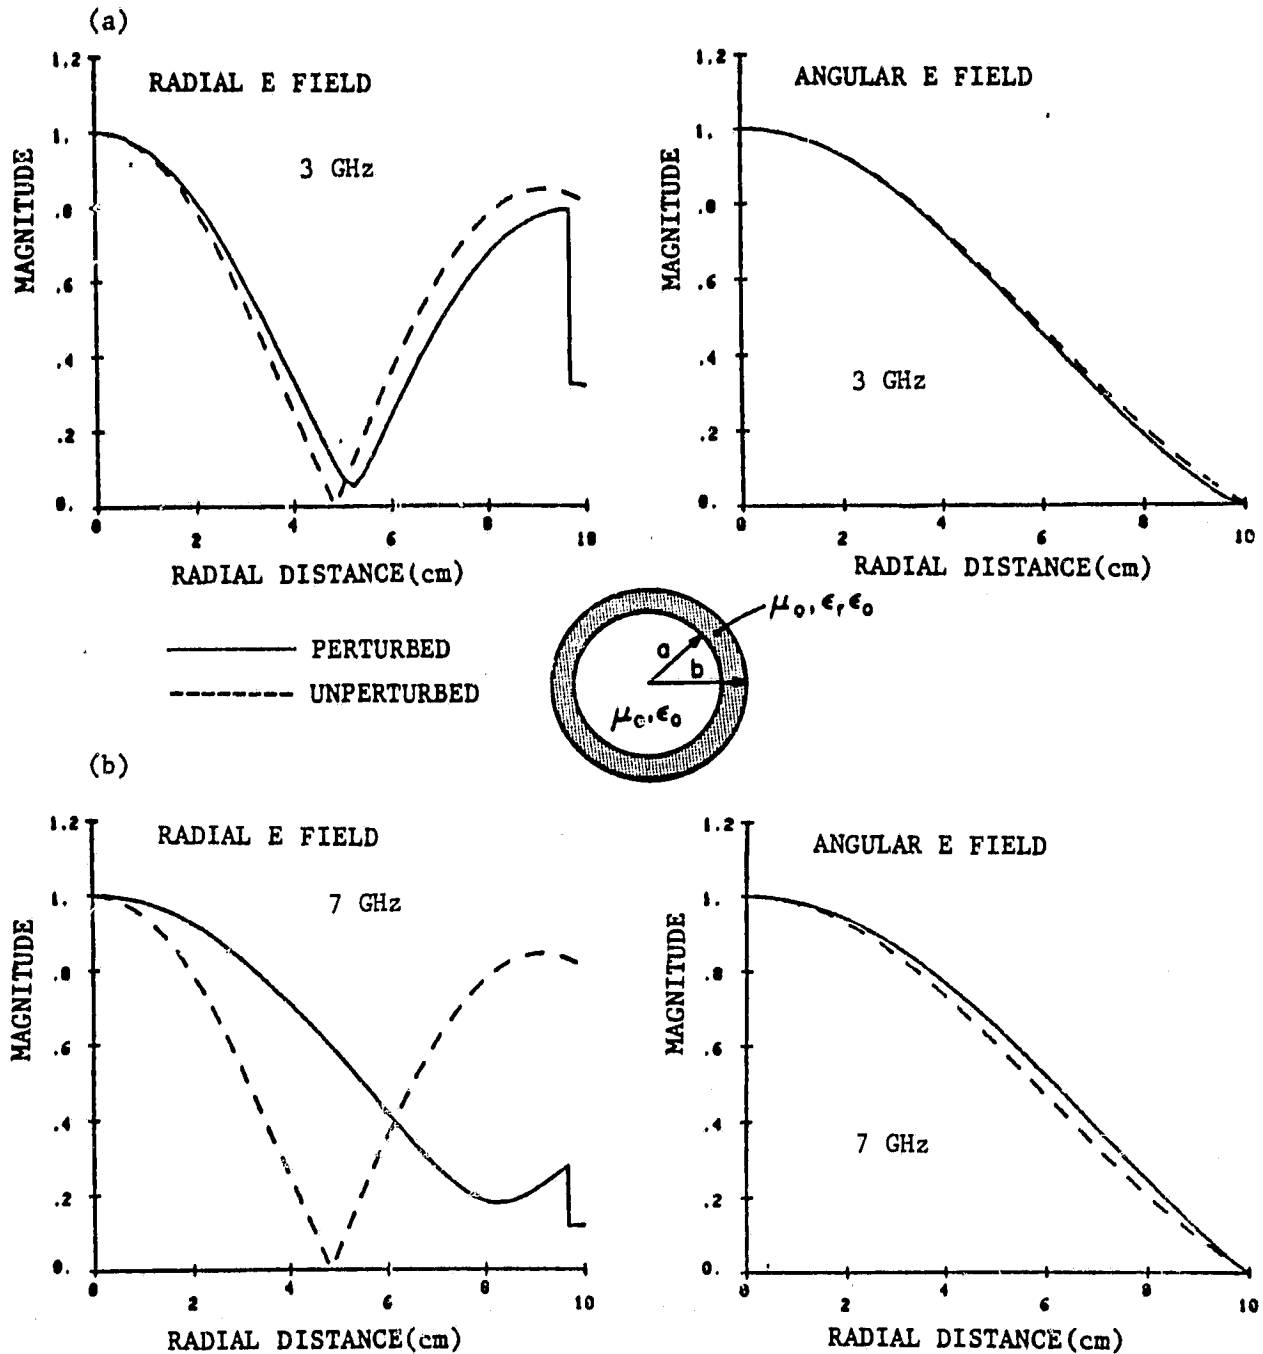 (a)
RADIAL E FIELD
3 GHz
MAGNITUDE
1.2
1.
.8
.6
.4
.2
0.
0 2 4 6 8 10
RADIAL DISTANCE(cm)
ANGULAR E FIELD
3 GHz
MAGNITUDE
1.2
1.
.8
.6
.4
.2
0.
0 2 4 6 8 10
RADIAL DISTANCE(cm)
PERTURBED
UNPERTURBED
μ₀,ϵᵣϵ₀
a
b
μ₀,ϵ₀
(b)
RADIAL E FIELD
7 GHz
MAGNITUDE
1.2
1.
.8
.6
.4
.2
0.
0 2 4 6 8 10
RADIAL DISTANCE(cm)
ANGULAR E FIELD
7 GHz
MAGNITUDE
1.2
1.
.8
.6
.4
.2
0.
0 2 4 6 8 10
RADIAL DISTANCE(cm)